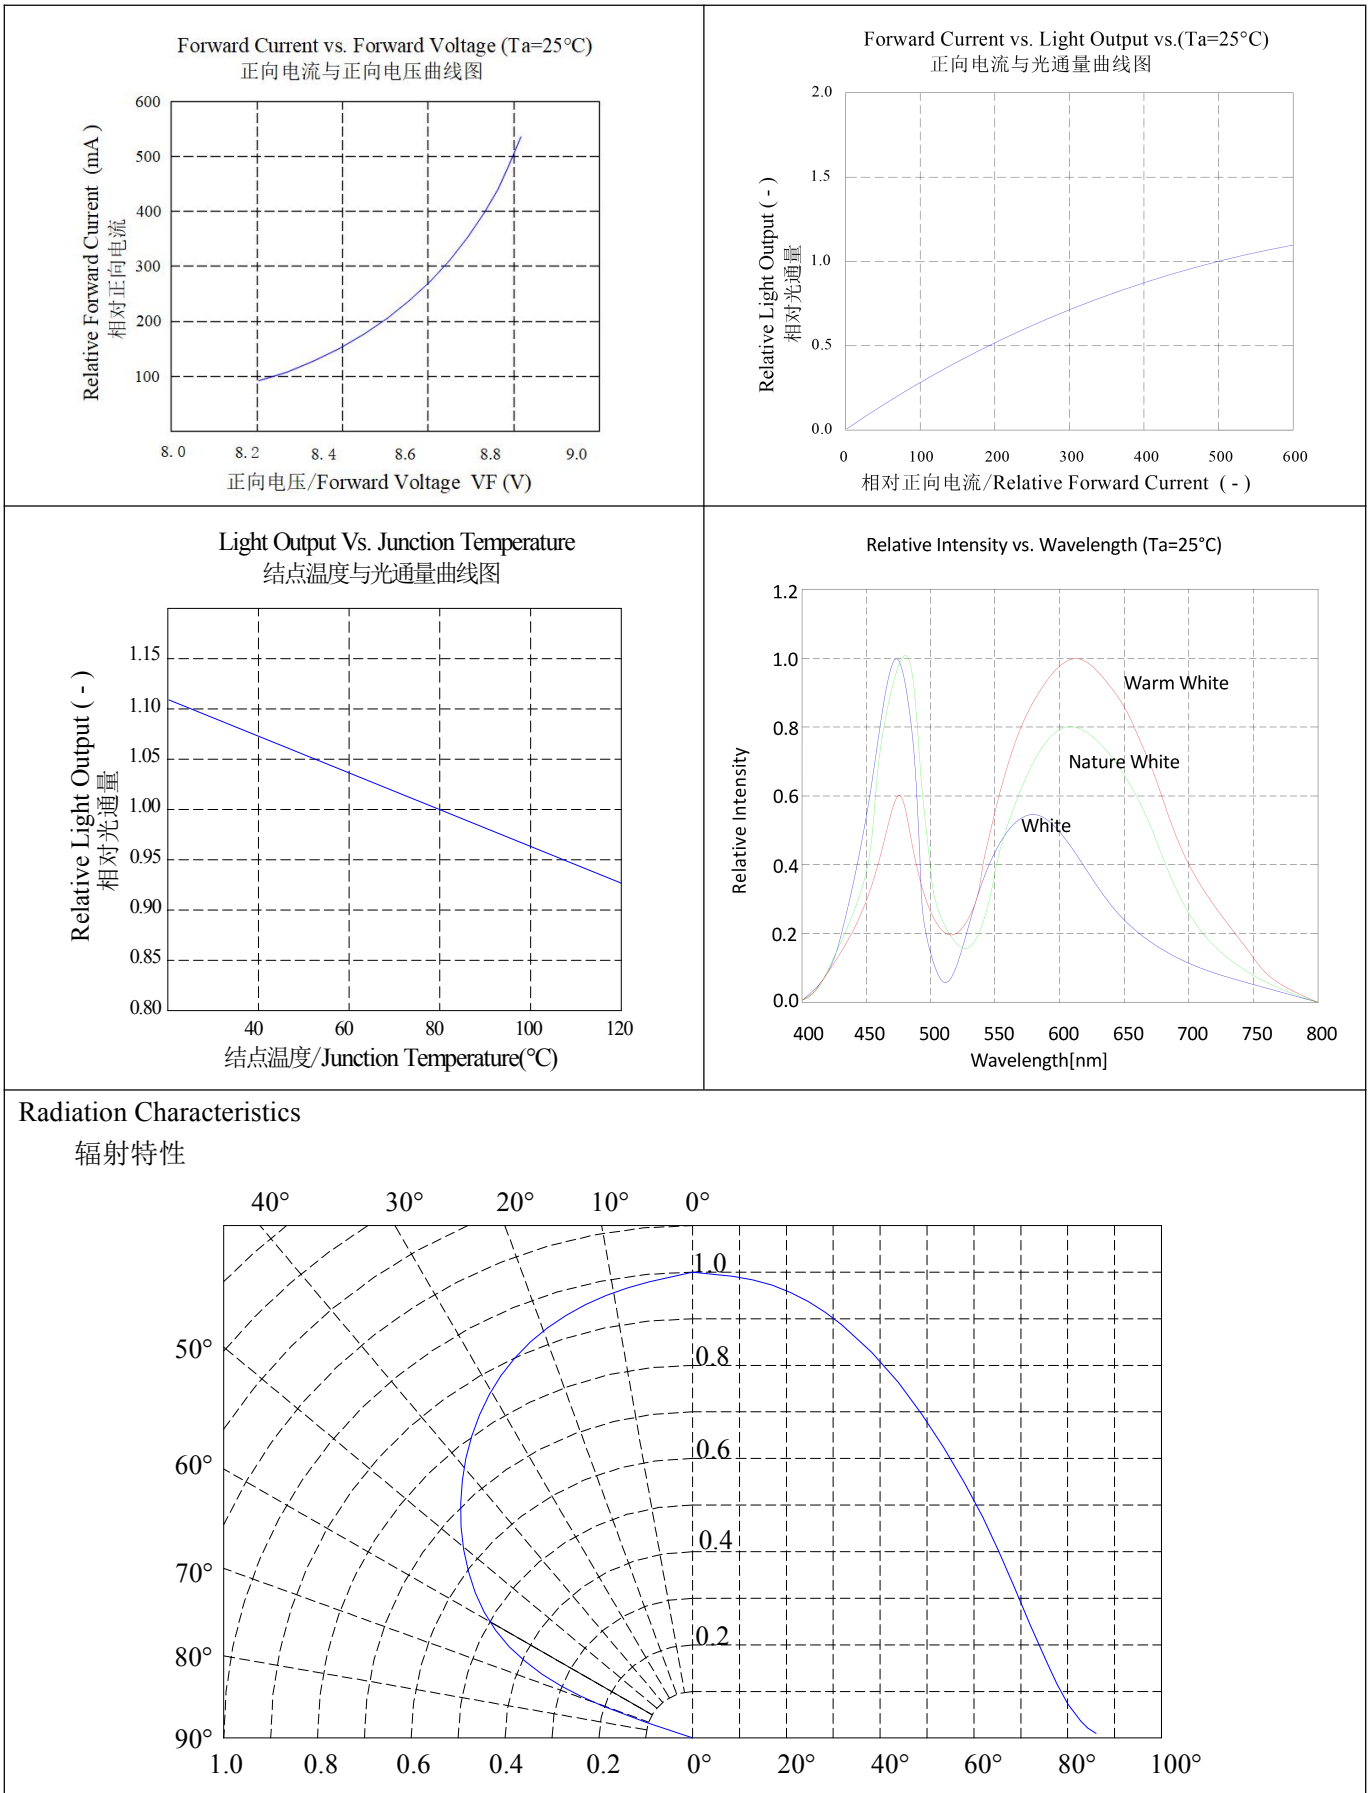 Forward Current vs. Forward Voltage (Ta=25°C)
正向电流与正向电压曲线图
Relative Forward Current (mA)
相对正向电流
600
500
400
300
200
100
8.0 8.2 8.4 8.6 8.8 9.0
正向电压/Forward Voltage VF (V)
Forward Current vs. Light Output vs.(Ta=25°C)
正向电流与光通量曲线图
Relative Light Output ( - )
相对光通量
2.0
1.5
1.0
0.5
0.0
0 100 200 300 400 500 600
相对正向电流/Relative Forward Current ( - )
Light Output Vs. Junction Temperature
结点温度与光通量曲线图
Relative Light Output ( - )
相对光通量
1.15
1.10
1.05
1.00
0.95
0.90
0.85
0.80
40 60 80 100 120
结点温度/Junction Temperature(°C)
Relative Intensity vs. Wavelength (Ta=25°C)
Relative Intensity
1.2
1.0
0.8
0.6
0.4
0.2
0.0
Warm White
Nature White
White
400 450 500 550 600 650 700 750 800
Wavelength[nm]
Radiation Characteristics
辐射特性
40° 30° 20° 10° 0°
50°
60°
70°
80°
90°
1.0
0.8
0.6
0.4
0.2
1.0 0.8 0.6 0.4 0.2 0° 20° 40° 60° 80° 100°